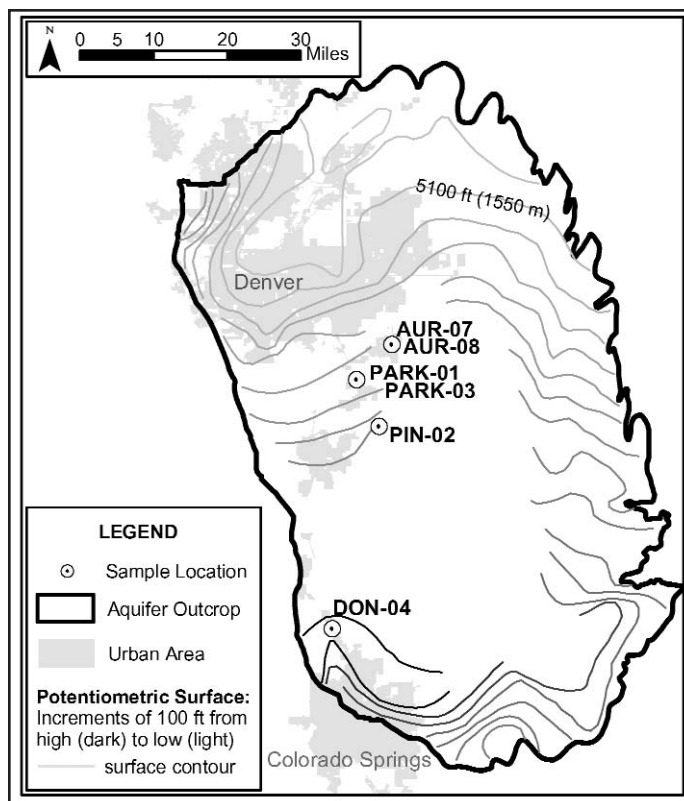 N
0 5 10 20 30
Miles
5100 ft (1550 m)
Denver
AUR-07
AUR-08
PARK-01
PARK-03
PIN-02
LEGEND
Sample Location
Aquifer Outcrop
Urban Area
Potentiometric Surface:
Increments of 100 ft from
high (dark) to low (light)
surface contour
DON-04
Colorado Springs